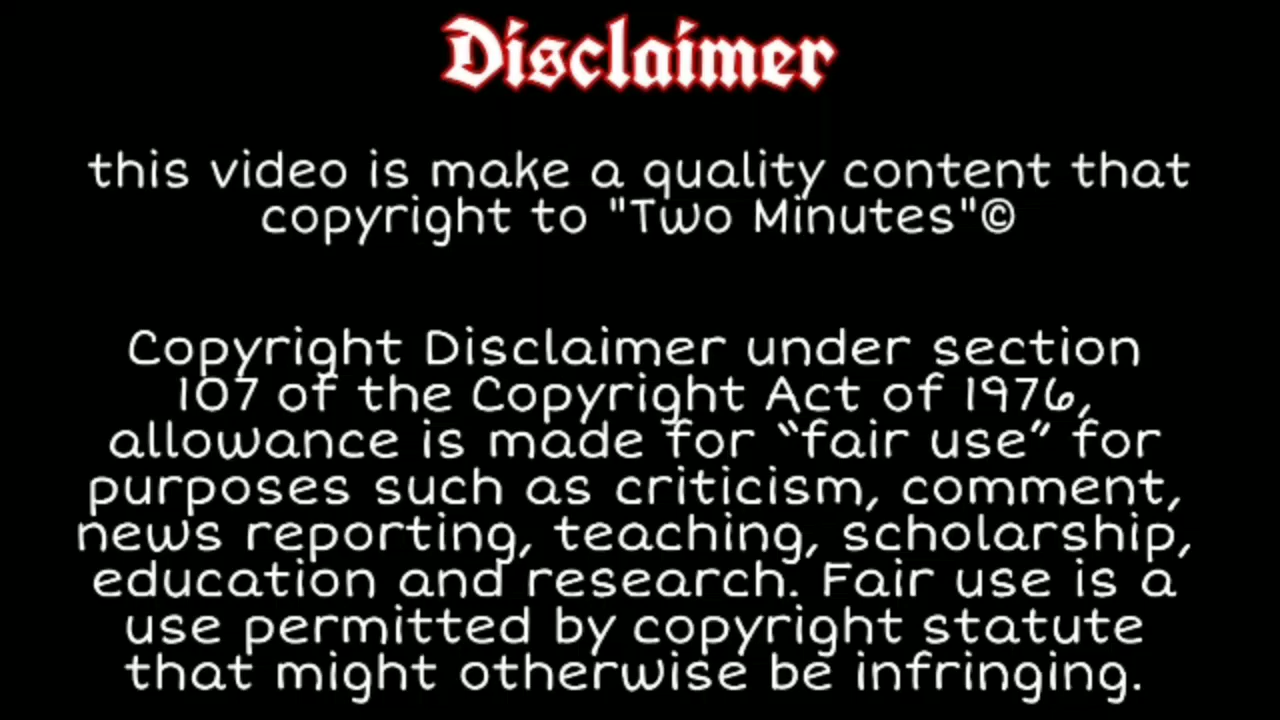 Disclaimer
this video is make a quality content that
copyright to "Two Minutes"©
Copyright Disclaimer under section
107 of the Copyright Act of 1976,
allowance is made for “fair use” for
purposes such as criticism, comment,
news reporting, teaching, scholarship,
education and research. Fair use is a
use permitted by copyright statute
that might otherwise be infringing.